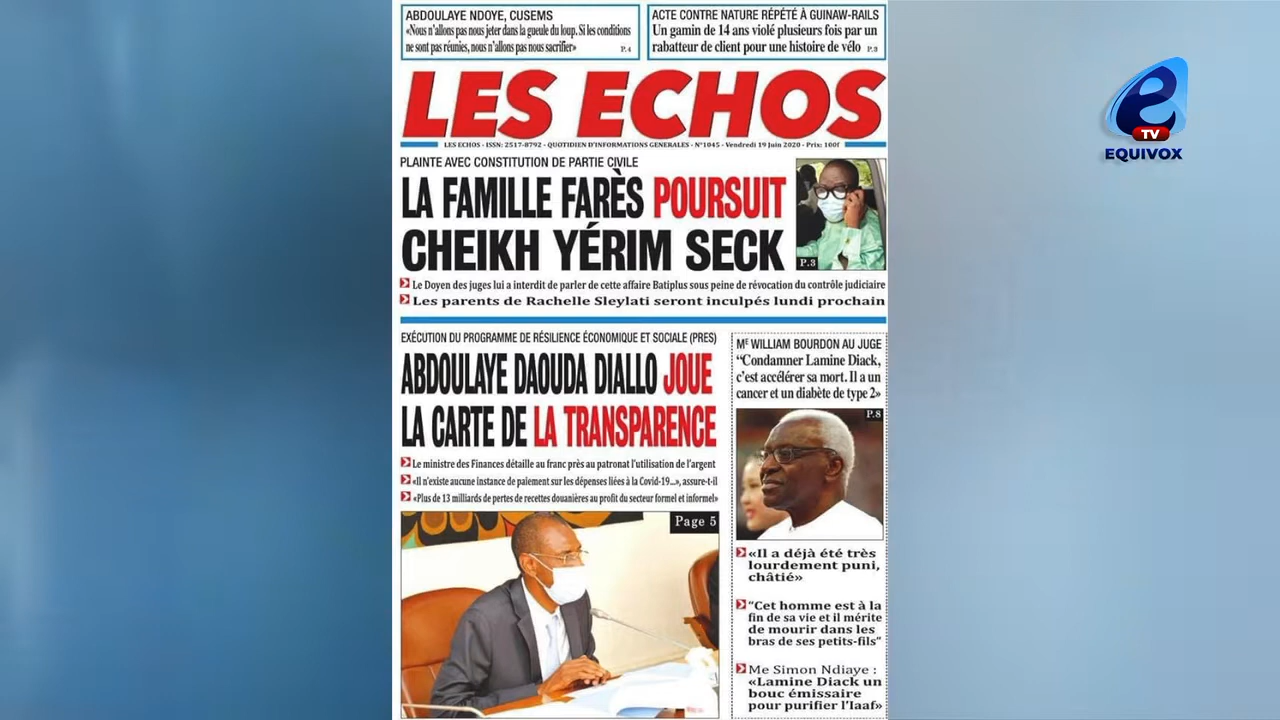 ABDOULAYE NDOYE, CUSEMS
«Nous n'allons pas nous jeter dans la gueule du loup. Si les conditions
ne sont pas réunies, nous n'allons pas nous sacrifier» P.4
ACTE CONTRE NATURE RÉPÉTÉ À GUINAW-RAILS
Un gamin de 14 ans violé plusieurs fois par un
rabatteur de client pour une histoire de vélo P.3
LES ECHOS
LES ECHOS - ISSN: 2517-8792 - QUOTIDIEN D'INFORMATIONS GENERALES - N°1045 - Vendredi 19 Juin 2020 - Prix: 100f
e
TV
EQUIVOX
PLAINTE AVEC CONSTITUTION DE PARTIE CIVILE
LA FAMILLE FARÈS POURSUIT
CHEIKH YÉRIM SECK
P.3
Le Doyen des juges lui a interdit de parler de cette affaire Batiplus sous peine de révocation du contrôle judiciaire
Les parents de Rachelle Sleylati seront inculpés lundi prochain
EXÉCUTION DU PROGRAMME DE RÉSILIENCE ÉCONOMIQUE ET SOCIALE (PRES)
ABDOULAYE DAOUDA DIALLO JOUE
LA CARTE DE LA TRANSPARENCE
Le ministre des Finances détaille au franc près au patronat l'utilisation de l'argent
«Il n'existe aucune instance de paiement sur les dépenses liées à la Covid-19...», assure-t-il
«Plus de 13 milliards de pertes de recettes douanières au profit du secteur formel et informel»
Page 5
ME WILLIAM BOURDON AU JUGE
"Condamner Lamine Diack,
c'est accélérer sa mort. Il a un
cancer et un diabète de type 2»
P.8
«Il a déjà été très
lourdement puni,
châtié»
"Cet homme est à la
fin de sa vie et il mérite
de mourir dans les
bras de ses petits-fils"
Me Simon Ndiaye :
«Lamine Diack un
bouc émissaire
pour purifier l'Iaaf»